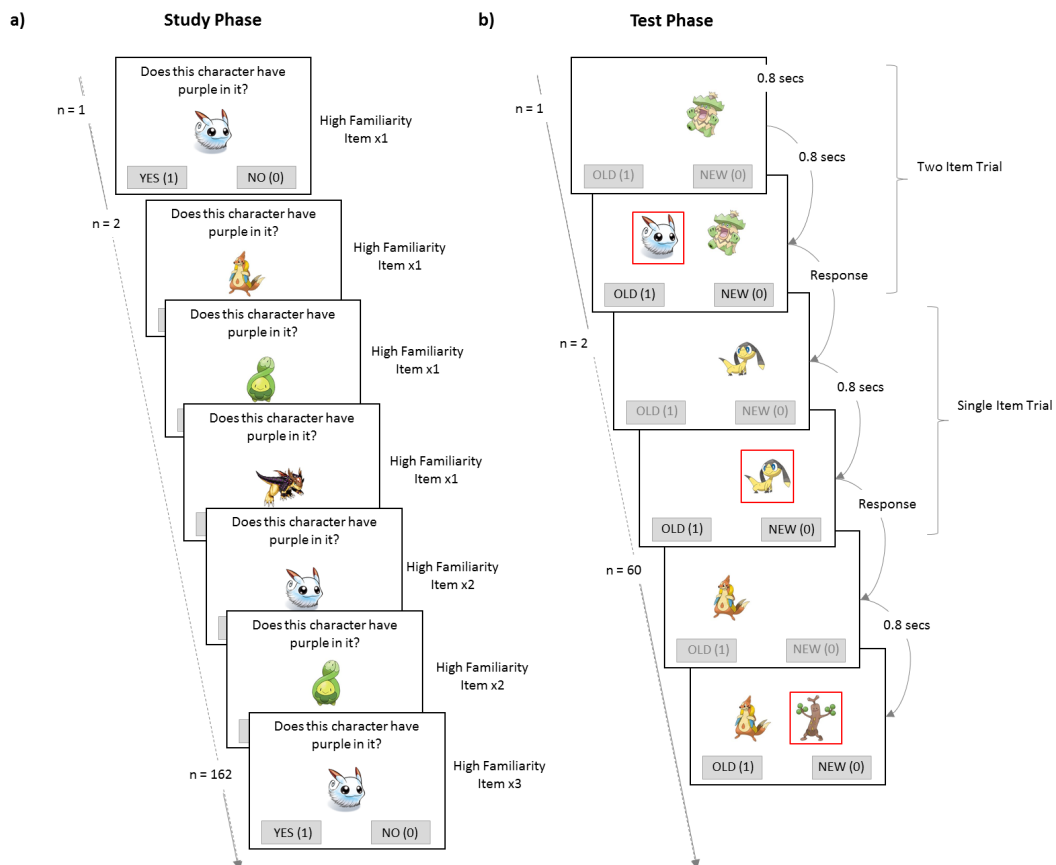 a)
Study Phase
n = 1
Does this character have
purple in it?
YES (1)
NO (0)
High Familiarity
Item x1
n = 2
Does this character have
purple in it?
High Familiarity
Item x1
Does this character have
purple in it?
High Familiarity
Item x1
Does this character have
purple in it?
High Familiarity
Item x1
Does this character have
purple in it?
High Familiarity
Item x2
Does this character have
purple in it?
High Familiarity
Item x2
n = 162
Does this character have
purple in it?
YES (1)
NO (0)
High Familiarity
Item x3
b)
Test Phase
n = 1
0.8 secs
OLD (1)
NEW (0)
0.8 secs
Two Item Trial
OLD (1)
NEW (0)
Response
n = 2
OLD (1)
NEW (0)
0.8 secs
Single Item Trial
OLD (1)
NEW (0)
Response
n = 60
OLD (1)
NEW (0)
0.8 secs
OLD (1)
NEW (0)